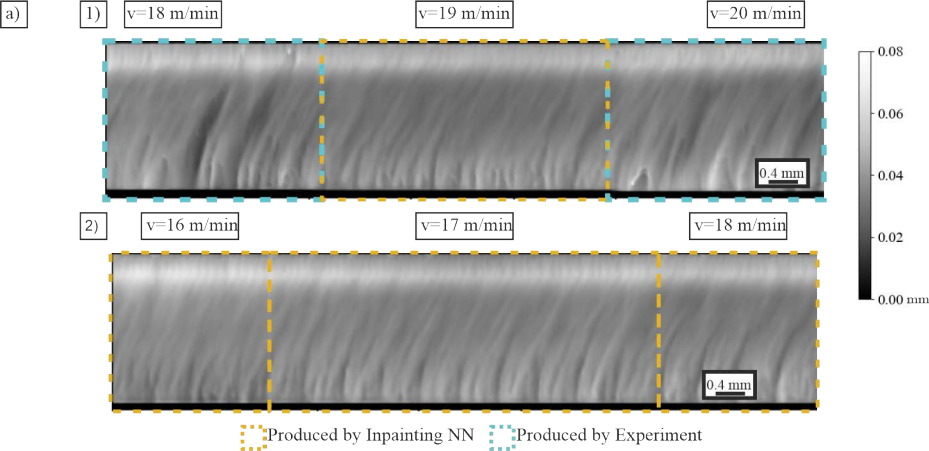 a)
1)
v=18 m/min
v=19 m/min
v=20 m/min
0.4 mm
2)
v=16 m/min
v=17 m/min
v=18 m/min
0.4 mm
0.08
0.06
0.04
0.02
0.00 mm
Produced by Inpainting NN
Produced by Experiment